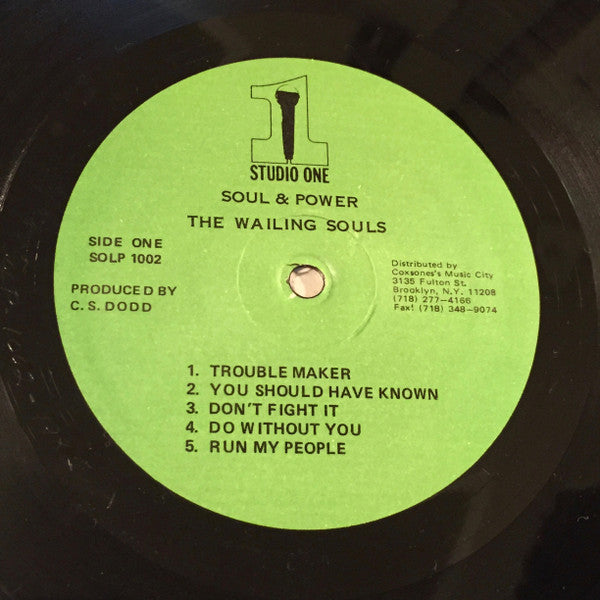 1
STUDIO ONE
SOUL & POWER
THE WAILING SOULS
SIDE ONE
SOLP 1002
PRODUCED BY
C. S. DODD
Distributed by
Coxsones's Music City
3135 Fulton St.
Brooklyn, N.Y. 11208
(718) 277-4166
Fax! (718) 348-9074
1. TROUBLE MAKER
2. YOU SHOULD HAVE KNOWN
3. DON'T FIGHT IT
4. DO WITHOUT YOU
5. RUN MY PEOPLE